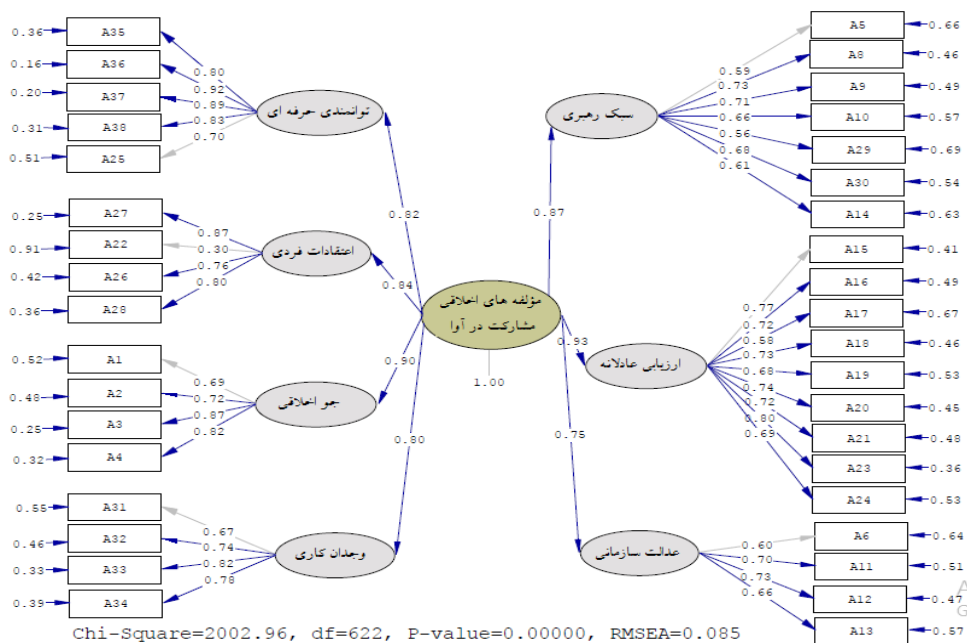 0.36 A35 0.80
0.16 A36 0.92
0.20 A37 0.89
0.31 A38 0.83
0.51 A25 0.70
توانمندی حرفه ای
0.82
0.25 A27 0.87
0.91 A22 0.30
0.42 A26 0.76
0.36 A28 0.80
اعتقادات فردی
0.84
0.52 A1 0.69
0.48 A2 0.72
0.25 A3 0.87
0.32 A4 0.82
جو اخلاقی
0.90
0.55 A31 0.67
0.46 A32 0.74
0.33 A33 0.82
0.39 A34 0.78
وجدان کاری
0.80
مؤلفه های اخلاقی
مشارکت در آوا
1.00
0.87
سبک رهبری
0.59 A5 0.66
0.73 A8 0.46
0.71 A9 0.49
0.66 A10 0.57
0.56 A29 0.69
0.68 A30 0.54
0.61 A14 0.63
0.93
ارزیابی عادلانه
0.77 A15 0.41
0.72 A16 0.49
0.58 A17 0.67
0.73 A18 0.46
0.68 A19 0.53
0.74 A20 0.45
0.72 A21 0.48
0.80 A23 0.36
0.69 A24 0.53
0.75
عدالت سازمانی
0.60 A6 0.64
0.70 A11 0.51
0.73 A12 0.47
0.66 A13 0.57
Chi-Square=2002.96, df=622, P-value=0.00000, RMSEA=0.085